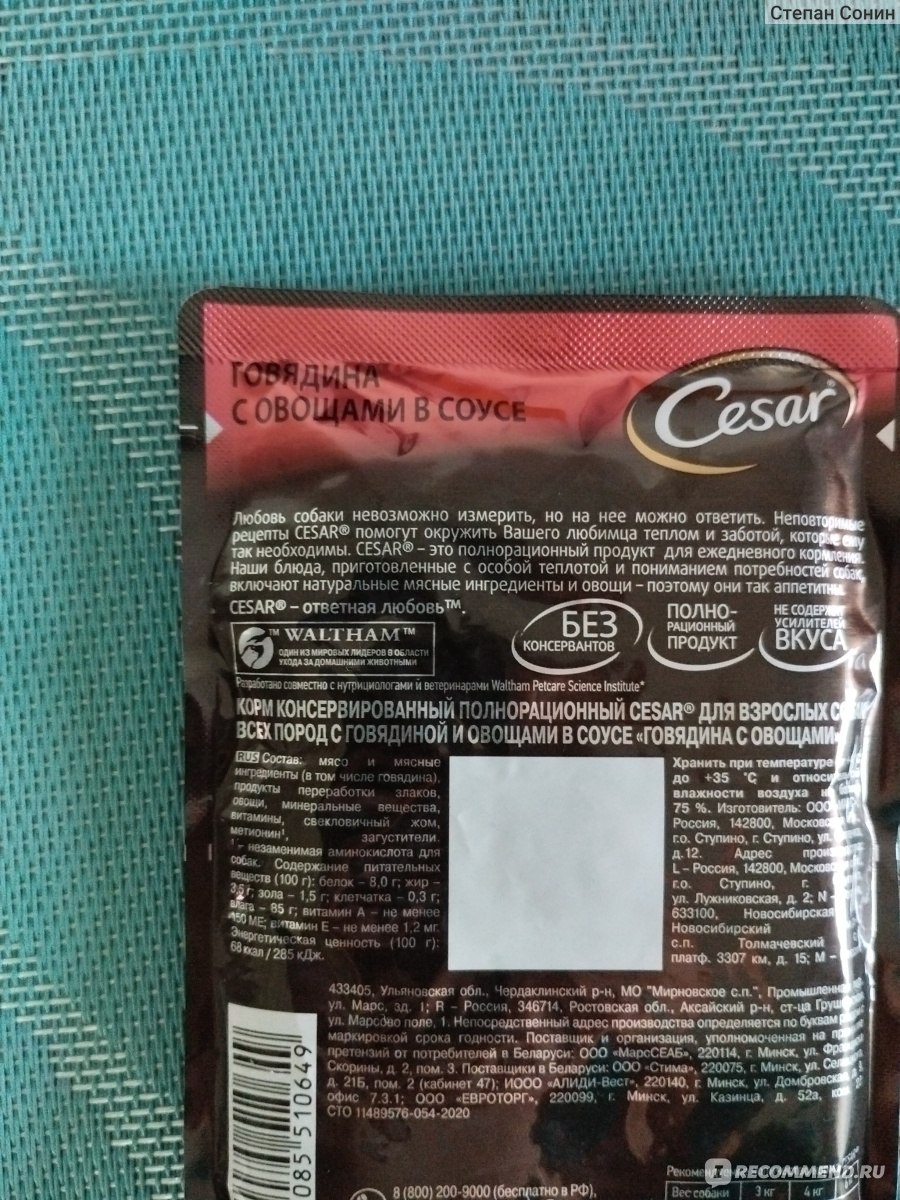 Степан Сонин
ГОВЯДИНА
С ОВОЩАМИ В СОУСЕ
Cesar®
Любовь собаки невозможно измерить, но на нее можно ответить. Неповторимые
рецепты CESAR® помогут окружить Вашего любимца теплом и заботой, которые ему
так необходимы. CESAR® – это полнорационный продукт для ежедневного кормления.
Наши блюда, приготовленные с особой теплотой и пониманием потребностей собак,
включают натуральные мясные ингредиенты и овощи – поэтому они так аппетитны.
CESAR® – ответная любовь™.
WALTHAM™
ОДИН ИЗ МИРОВЫХ ЛИДЕРОВ В ОБЛАСТИ
УХОДА ЗА ДОМАШНИМИ ЖИВОТНЫМИ
БЕЗ
КОНСЕРВАНТОВ
ПОЛНО-
РАЦИОННЫЙ
ПРОДУКТ
НЕ СОДЕРЖИТ
УСИЛИТЕЛЕЙ
ВКУСА
Разработано совместно с нутрициологами и ветеринарами Waltham Petcare Science Institute*
КОРМ КОНСЕРВИРОВАННЫЙ ПОЛНОРАЦИОННЫЙ CESAR® ДЛЯ ВЗРОСЛЫХ
ВСЕХ ПОРОД С ГОВЯДИНОЙ И ОВОЩАМИ В СОУСЕ «ГОВЯДИНА С ОВОЩАМИ
RUS Состав: мясо и мясные
ингредиенты (в том числе говядина),
продукты переработки злаков,
овощи, минеральные вещества,
витамины, свекловичный жом,
метионин¹, загустители.
¹ - незаменимая аминокислота для
собак. Содержание питательных
веществ (100 г): белок – 8,0 г; жир –
3,5 г; зола – 1,5 г; клетчатка – 0,3 г;
влага – 85 г; витамин А – не менее
150 МЕ; витамин Е – не менее 1,2 мг.
Энергетическая ценность (100 г):
68 ккал / 285 кДж.
Хранить при температуре
до +35 °C и
влажности воздуха
75 %. Изготовитель: ООО
Россия, 142800,
г.о. Ступино, г. Ступино, ул.
д.12. Адрес
L – Россия, 142800,
г.о. Ступино, г.
ул. Лужниковская, д. 2; N –
633100, Новосибирская
Новосибирский
с.п. Толмачевский
платф. 3307 км, д. 15; M –
433405, Ульяновская обл., Чердаклинский р-н, МО "Мирновское с.п.",
ул. Марс, зд. 1; R – Россия, 346714, Ростовская обл., Аксайский р-н, ст-ца
ул. Марсово поле, 1. Непосредственный адрес производства определяется по буквам
маркировкой срока годности. Поставщик и организация, уполномоченная на
претензий от потребителей в Беларуси: ООО «МарсСЕАБ», 220114, г. Минск, ул.
Скорины, д. 2, пом. 3. Поставщики в Беларуси: ООО «Стима», 220075, г. Минск, ул.
д. 21Б, пом. 2 (кабинет 47); ИООО «АЛИДИ-Вест», 220140, г. Минск, ул. Домбровская,
офис 7.3.1; ООО «ЕВРОТОРГ», 220099, г. Минск, ул. Казинца, д. 52а,
СТО 11489576-054-2020
085510649
8 (800) 200-9000 (бесплатно в РФ),
Вес собаки 3 кг 4 кг
RECOMMEND.RU